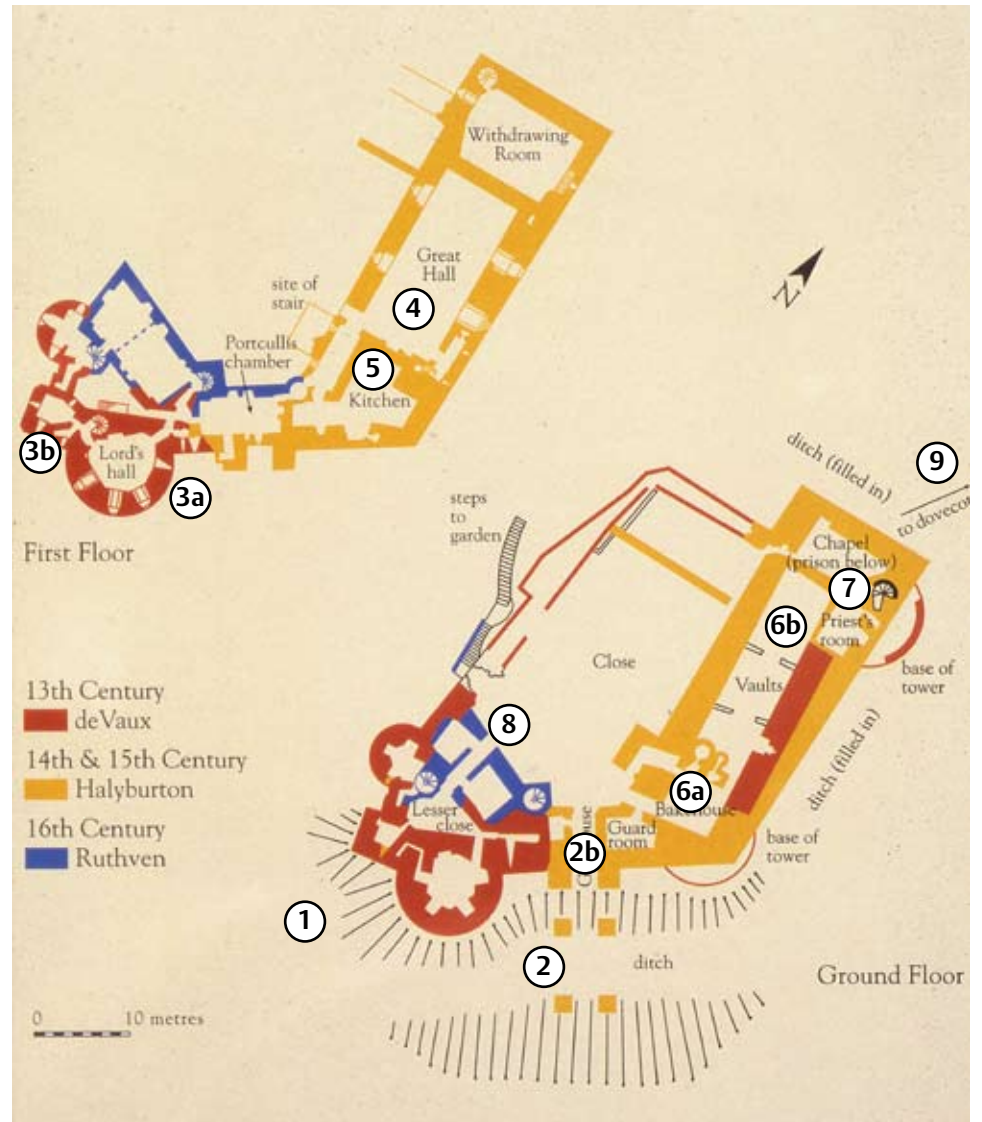 Withdrawing
Room
Great
Hall
4
site of
stair
Portcullis
chamber
5
Kitchen
3b
Lord's
hall
3a
First Floor
N
ditch (filled in)
9
to dovecot
steps
to
garden
Chapel
(prison below)
7
6b
Priest's
room
Close
Vaults
base of
tower
13th Century
deVaux
14th & 15th Century
Halyburton
16th Century
Ruthven
8
ditch (filled in)
6a
Lesser
close
Guard
room
2b
base of
tower
1
2
ditch
Ground Floor
0 10 metres